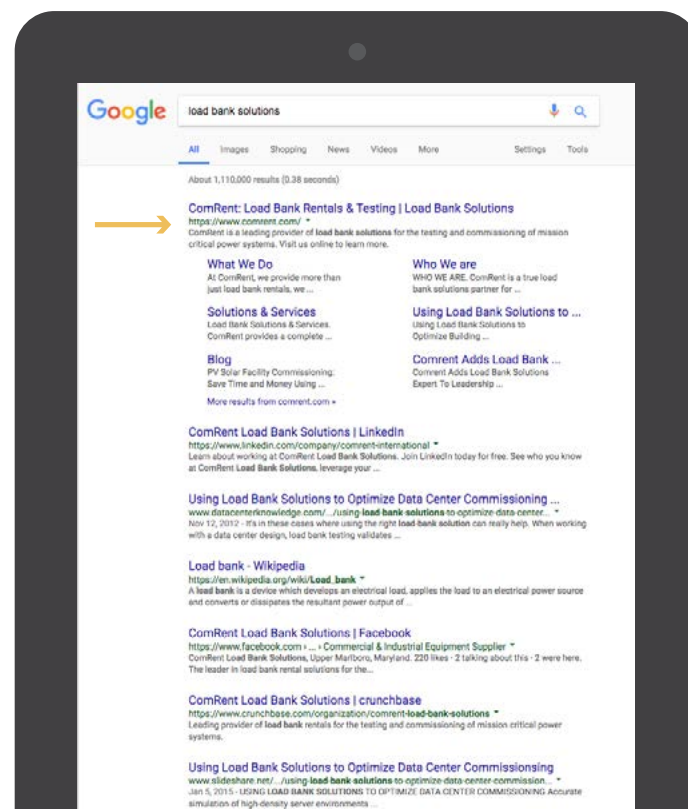 Google
load bank solutions
All Images Shopping News Videos More Settings Tools
About 1,110,000 results (0.38 seconds)
ComRent: Load Bank Rentals & Testing | Load Bank Solutions
https://www.comrent.com/
ComRent is a leading provider of load bank solutions for the testing and commissioning of mission
critical power systems. Visit us online to learn more.
What We Do
At ComRent, we provide more than
just load bank rentals, we ...
Who We are
WHO WE ARE. ComRent is a true load
bank solutions partner for ...
Solutions & Services
Load Bank Solutions & Services.
ComRent provides a complete ...
Using Load Bank Solutions to ...
Using Load Bank Solutions to
Optimize Building ...
Blog
PV Solar Facility Commissioning:
Save Time and Money Using ...
Comrent Adds Load Bank ...
Comrent Adds Load Bank Solutions
Expert To Leadership ...
More results from comrent.com »
ComRent Load Bank Solutions | LinkedIn
https://www.linkedin.com/company/comrent-international
Learn about working at ComRent Load Bank Solutions. Join LinkedIn today for free. See who you know
at ComRent Load Bank Solutions, leverage your ...
Using Load Bank Solutions to Optimize Data Center Commissioning ...
www.datacenterknowledge.com/.../using-load-bank-solutions-to-optimize-data-center...
Nov 12, 2012 - It's in these cases where using the right load-bank solution can really help. When working
with a data center design, load bank testing validates ...
Load bank - Wikipedia
https://en.wikipedia.org/wiki/Load_bank
A load bank is a device which develops an electrical load, applies the load to an electrical power source
and converts or dissipates the resultant power output of ...
ComRent Load Bank Solutions | Facebook
https://www.facebook.com › ... › Commercial & Industrial Equipment Supplier
ComRent Load Bank Solutions, Upper Marlboro, Maryland. 220 likes · 2 talking about this · 2 were here.
The leader in load bank rental solutions for the...
ComRent Load Bank Solutions | crunchbase
https://www.crunchbase.com/organization/comrent-load-bank-solutions
Leading provider of load bank rentals for the testing and commissioning of mission critical power
systems.
Using Load Bank Solutions to Optimize Data Center Commissionsing
www.slideshare.net/.../using-load-bank-solutions-to-optimize-data-center-commission...
Jan 5, 2015 - USING LOAD BANK SOLUTIONS TO OPTIMIZE DATA CENTER COMMISSIONING Accurate
simulation of high-density server environments ...